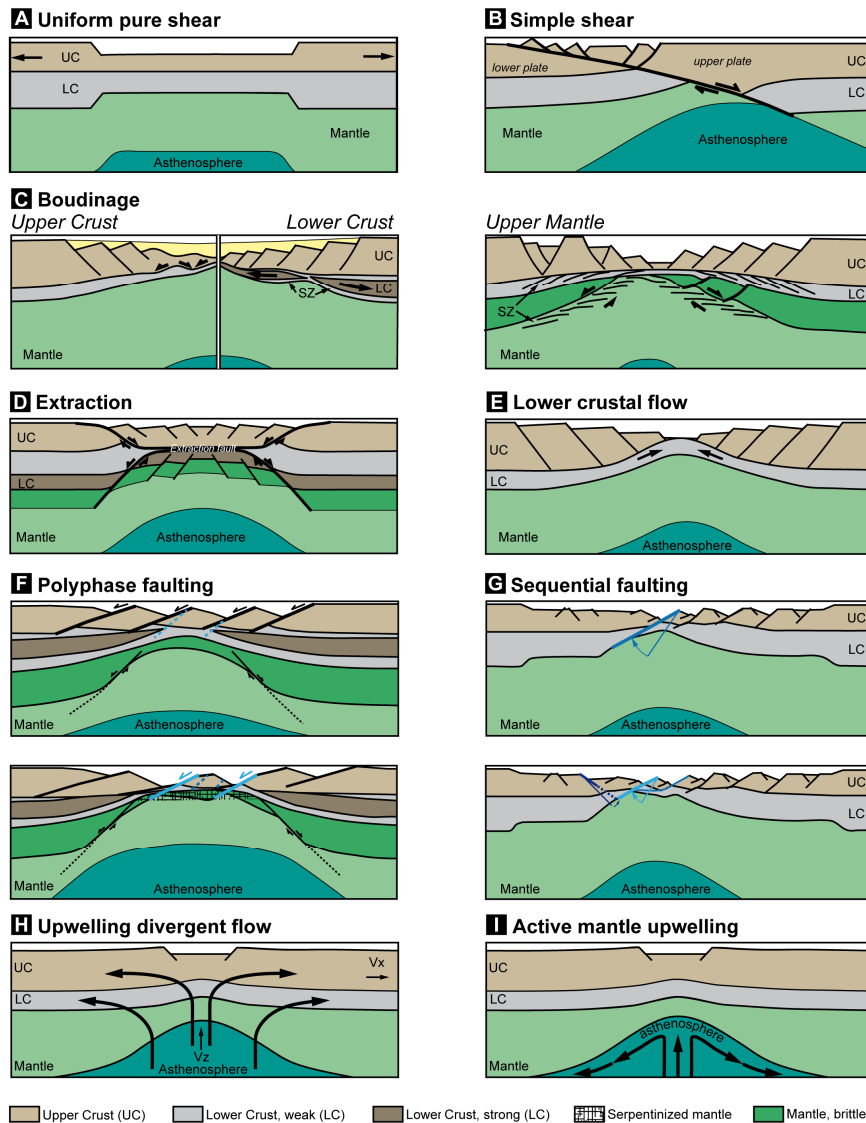 A Uniform pure shear
UC
LC
Mantle
Asthenosphere
B Simple shear
lower plate
upper plate
UC
LC
Mantle
Asthenosphere
C Boudinage
Upper Crust
Lower Crust
UC
LC
SZ
Mantle
Upper Mantle
UC
LC
SZ
Mantle
D Extraction
UC
Extraction fault
LC
Mantle
Asthenosphere
E Lower crustal flow
UC
LC
Mantle
Asthenosphere
F Polyphase faulting
Mantle
Asthenosphere
Mantle
Asthenosphere
G Sequential faulting
UC
LC
Mantle
Asthenosphere
UC
LC
Mantle
Asthenosphere
H Upwelling divergent flow
UC
Vx
LC
Vz
Mantle
Asthenosphere
I Active mantle upwelling
UC
LC
asthenosphere
Mantle
Upper Crust (UC)
Lower Crust, weak (LC)
Lower Crust, strong (LC)
Serpentinized mantle
Mantle, brittle